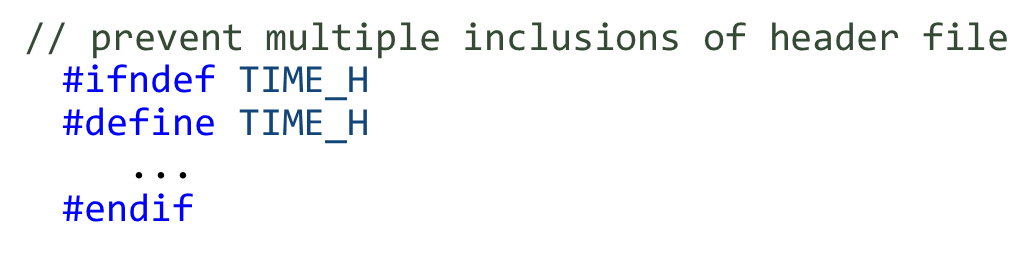 // prevent multiple inclusions of header file
#ifndef TIME_H
#define TIME_H
...
#endif